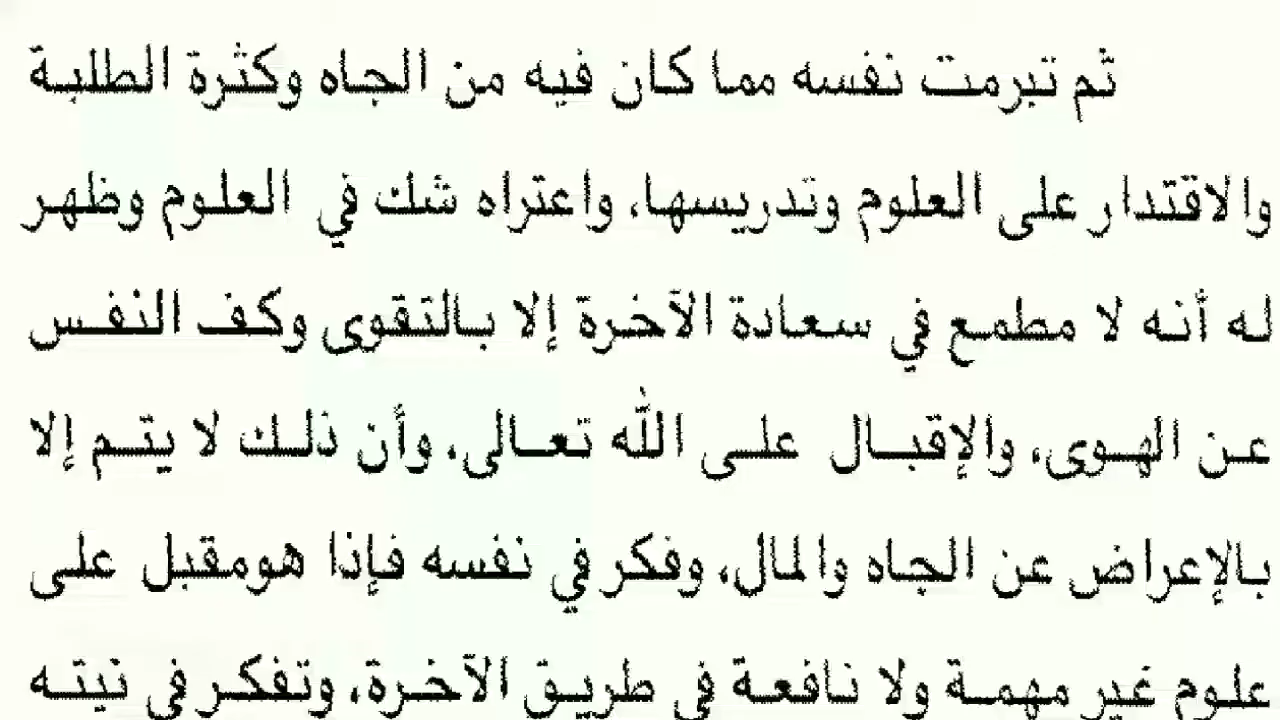 ثم تبرمت نفسه مما كان فيه من الجاه وكثرة الطلبة
والاقتدار على العلوم وتدريسها، واعتراه شك في العلوم وظهر
له أنه لا مطمع في سعادة الآخرة إلا بالتقوى وكف النفس
عن الهوى، والإقبال على الله تعالى، وأن ذلك لا يتم إلا
بالإعراض عن الجاه والمال، وفكر في نفسه فإذا هومقبل على
علوم غير مهمة ولا نافعة في طريق الآخرة، وتفكر في نيته